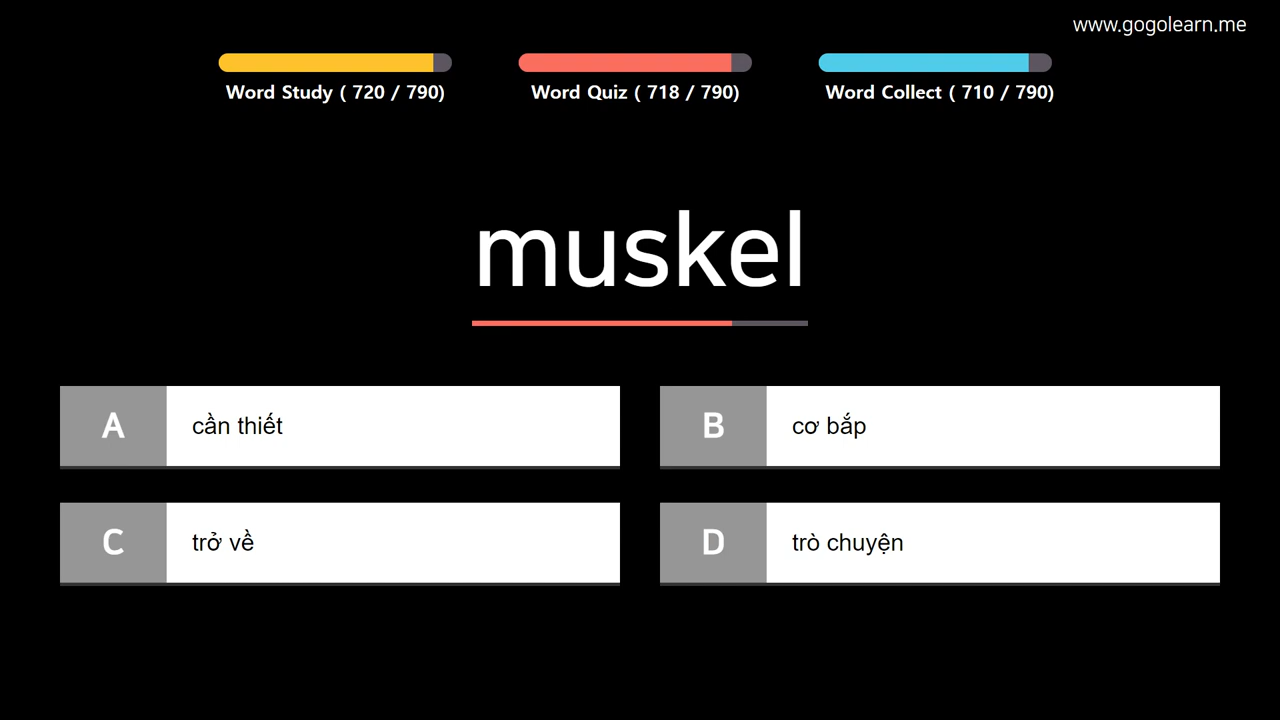 www.gogolearn.me
Word Study ( 720 / 790)
Word Quiz ( 718 / 790)
Word Collect ( 710 / 790)
muskel
A cần thiết
B cơ bắp
C trở về
D trò chuyện